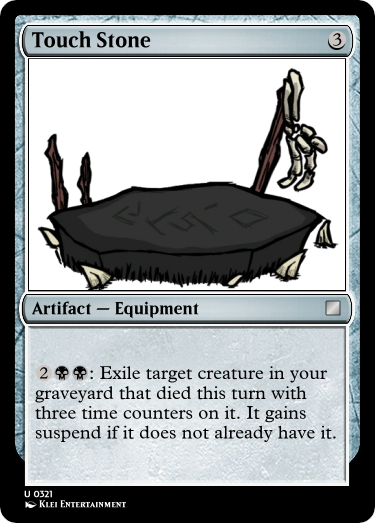 Touch Stone 3
Artifact — Equipment
2 : Exile target creature in your
graveyard that died this turn with
three time counters on it. It gains
suspend if it does not already have it.
U 0321
Klei Entertainment